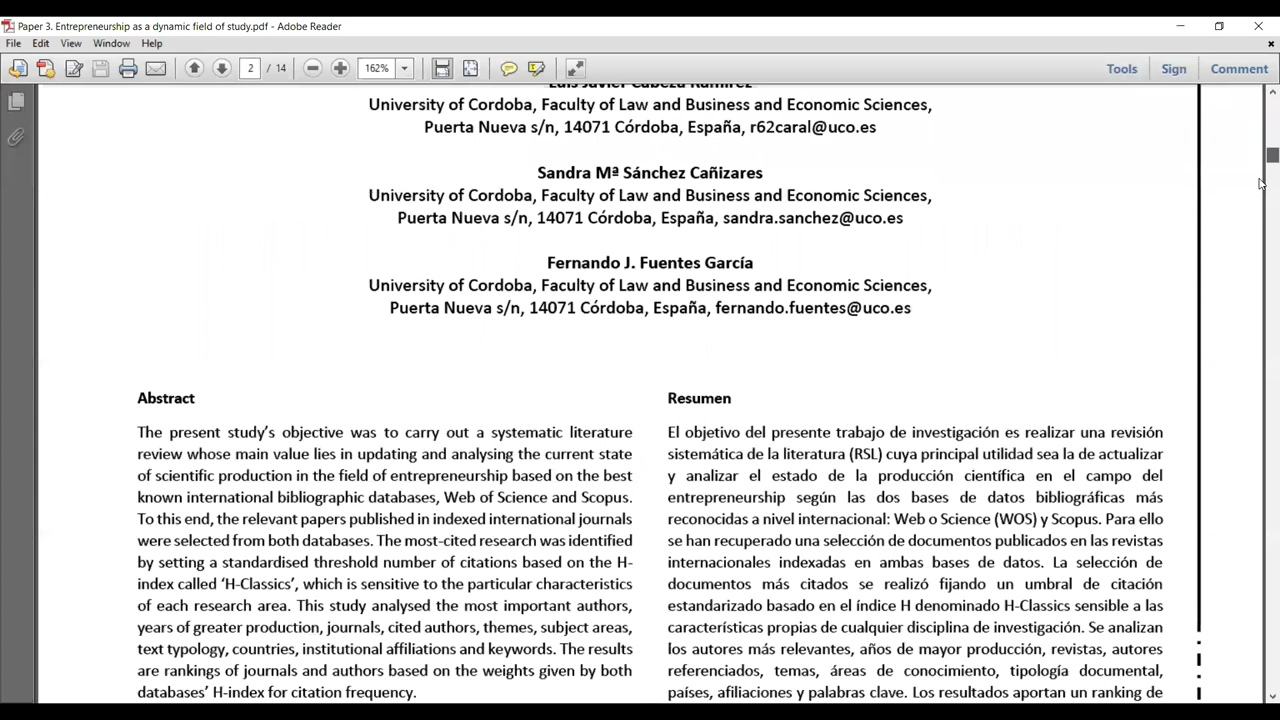 Paper 3. Entrepreneurship as a dynamic field of study.pdf - Adobe Reader
File Edit View Window Help
2 / 14 162% Tools Sign Comment
Luis Javier Cabeza Ramírez
University of Cordoba, Faculty of Law and Business and Economic Sciences,
Puerta Nueva s/n, 14071 Córdoba, España, r62caral@uco.es
Sandra Mª Sánchez Cañizares
University of Cordoba, Faculty of Law and Business and Economic Sciences,
Puerta Nueva s/n, 14071 Córdoba, España, sandra.sanchez@uco.es
Fernando J. Fuentes García
University of Cordoba, Faculty of Law and Business and Economic Sciences,
Puerta Nueva s/n, 14071 Córdoba, España, fernando.fuentes@uco.es
Abstract
The present study’s objective was to carry out a systematic literature
review whose main value lies in updating and analysing the current state
of scientific production in the field of entrepreneurship based on the best
known international bibliographic databases, Web of Science and Scopus.
To this end, the relevant papers published in indexed international journals
were selected from both databases. The most-cited research was identified
by setting a standardised threshold number of citations based on the H-
index called ‘H-Classics’, which is sensitive to the particular characteristics
of each research area. This study analysed the most important authors,
years of greater production, journals, cited authors, themes, subject areas,
text typology, countries, institutional affiliations and keywords. The results
are rankings of journals and authors based on the weights given by both
databases’ H-index for citation frequency.
Resumen
El objetivo del presente trabajo de investigación es realizar una revisión
sistemática de la literatura (RSL) cuya principal utilidad sea la de actualizar
y analizar el estado de la producción científica en el campo del
entrepreneurship según las dos bases de datos bibliográficas más
reconocidas a nivel internacional: Web o Science (WOS) y Scopus. Para ello
se han recuperado una selección de documentos publicados en las revistas
internacionales indexadas en ambas bases de datos. La selección de
documentos más citados se realizó fijando un umbral de citación
estandarizado basado en el índice H denominado H-Classics sensible a las
características propias de cualquier disciplina de investigación. Se analizan
los autores más relevantes, años de mayor producción, revistas, autores
referenciados, temas, áreas de conocimiento, tipología documental,
países, afiliaciones y palabras clave. Los resultados aportan un ranking de